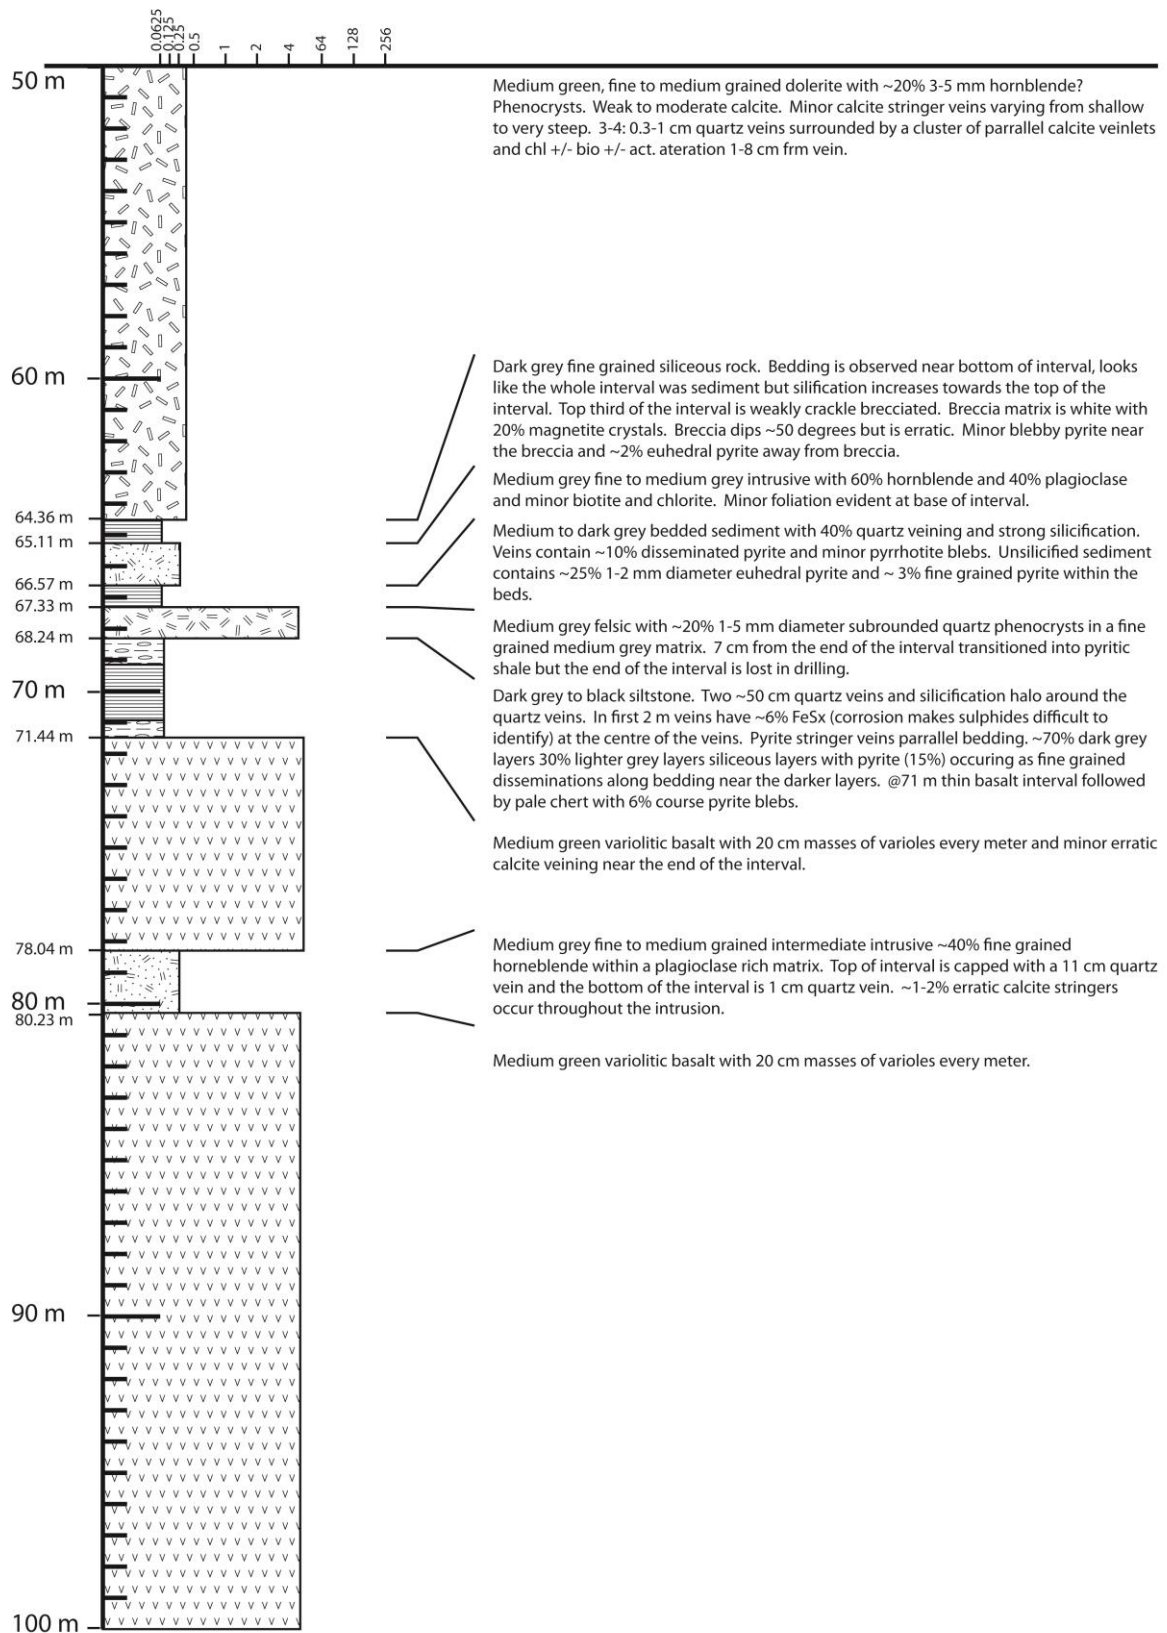 0.0625
0.125
0.25
0.5
1
2
4
64
128
256
50 m
Medium green, fine to medium grained dolerite with ~20% 3-5 mm hornblende?
Phenocrysts. Weak to moderate calcite. Minor calcite stringer veins varying from shallow
to very steep. 3-4: 0.3-1 cm quartz veins surrounded by a cluster of parrallel calcite veinlets
and chl +/- bio +/- act. ateration 1-8 cm frm vein.
60 m
Dark grey fine grained siliceous rock. Bedding is observed near bottom of interval, looks
like the whole interval was sediment but silification increases towards the top of the
interval. Top third of the interval is weakly crackle brecciated. Breccia matrix is white with
20% magnetite crystals. Breccia dips ~50 degrees but is erratic. Minor blebby pyrite near
the breccia and ~2% euhedral pyrite away from breccia.
Medium grey fine to medium grey intrusive with 60% hornblende and 40% plagioclase
and minor biotite and chlorite. Minor foliation evident at base of interval.
64.36 m
65.11 m
66.57 m
67.33 m
68.24 m
Medium to dark grey bedded sediment with 40% quartz veining and strong silicification.
Veins contain ~10% disseminated pyrite and minor pyrrhotite blebs. Unsilicified sediment
contains ~25% 1-2 mm diameter euhedral pyrite and ~ 3% fine grained pyrite within the
beds.
Medium grey felsic with ~20% 1-5 mm diameter subrounded quartz phenocrysts in a fine
grained medium grey matrix. 7 cm from the end of the interval transitioned into pyritic
shale but the end of the interval is lost in drilling.
70 m
71.44 m
Dark grey to black siltstone. Two ~50 cm quartz veins and silicification halo around the
quartz veins. In first 2 m veins have ~6% FeSx (corrosion makes sulphides difficult to
identify) at the centre of the veins. Pyrite stringer veins parrallel bedding. ~70% dark grey
layers 30% lighter grey layers siliceous layers with pyrite (15%) occuring as fine grained
disseminations along bedding near the darker layers. @71 m thin basalt interval followed
by pale chert with 6% course pyrite blebs.
Medium green variolitic basalt with 20 cm masses of varioles every meter and minor erratic
calcite veining near the end of the interval.
78.04 m
Medium grey fine to medium grained intermediate intrusive ~40% fine grained
horneblende within a plagioclase rich matrix. Top of interval is capped with a 11 cm quartz
vein and the bottom of the interval is 1 cm quartz vein. ~1-2% erratic calcite stringers
occur throughout the intrusion.
80 m
80.23 m
Medium green variolitic basalt with 20 cm masses of varioles every meter.
90 m
100 m